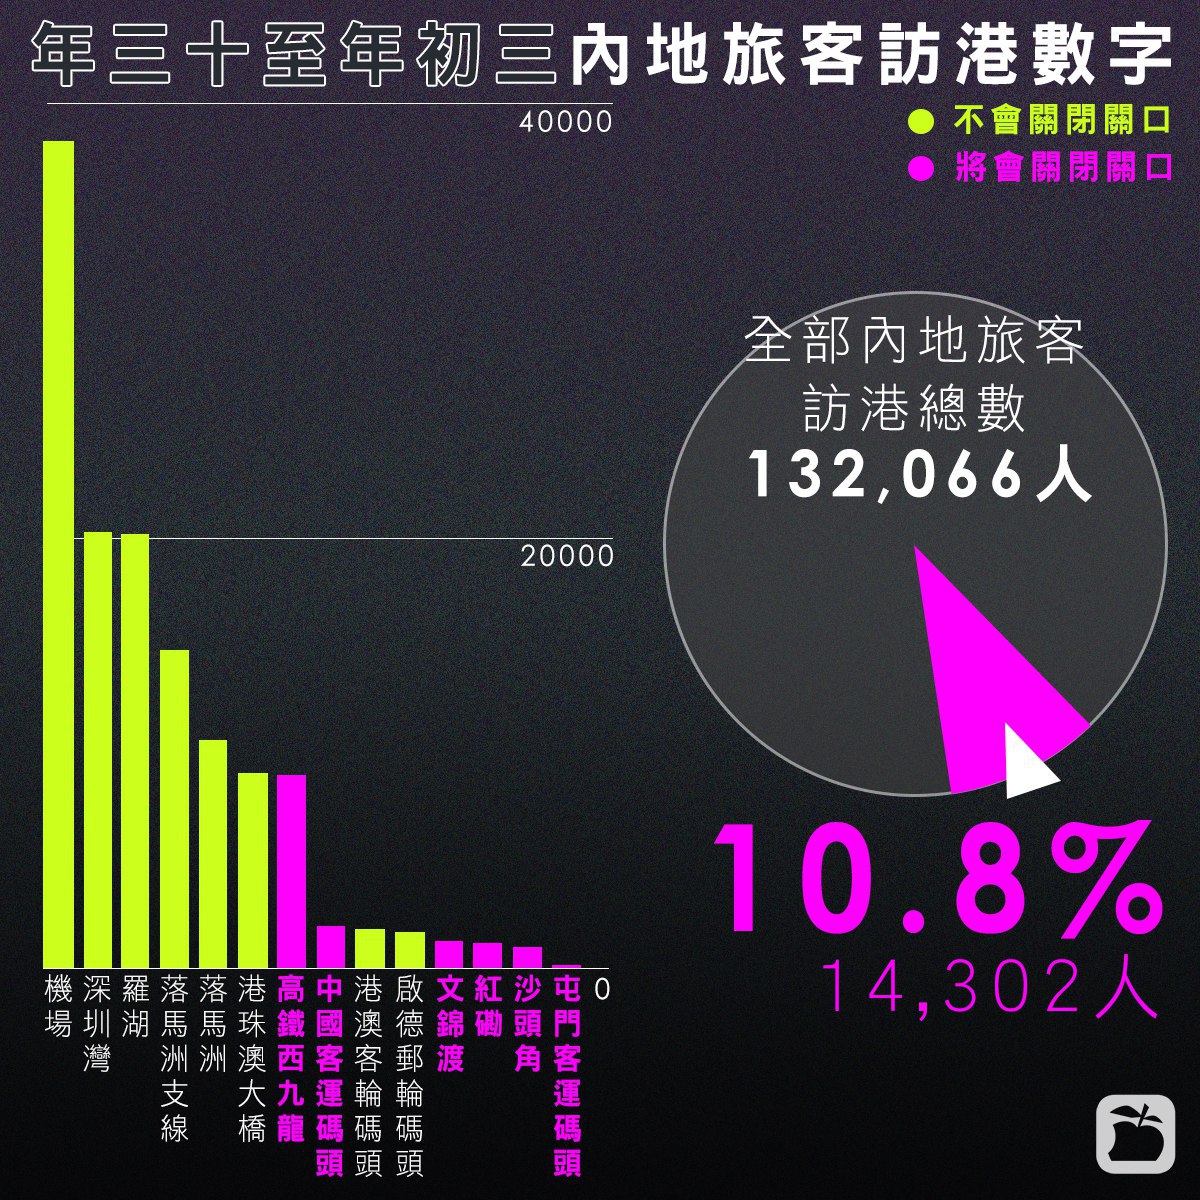 年三十至年初三內地旅客訪港數字
不會關閉關口
將會關閉關口
40000
20000
0
全部內地旅客
訪港總數
132,066人
10.8%
14,302人
機場
深圳灣
羅湖
落馬洲支線
落馬洲
港珠澳大橋
高鐵西九龍
中國客運碼頭
港澳客輪碼頭
啟德郵輪碼頭
文錦渡
紅磡
沙頭角
屯門客運碼頭